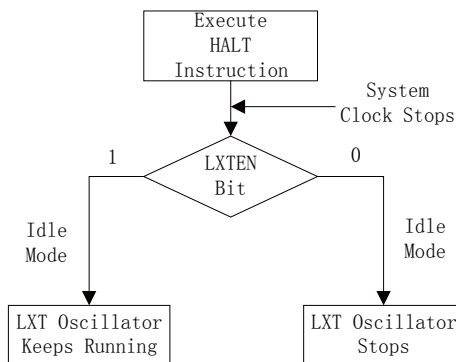 Execute
HALT
Instruction
System
Clock Stops
1
LXTEN
Bit
0
Idle
Mode
Idle
Mode
LXT Oscillator
Keeps Running
LXT Oscillator
Stops